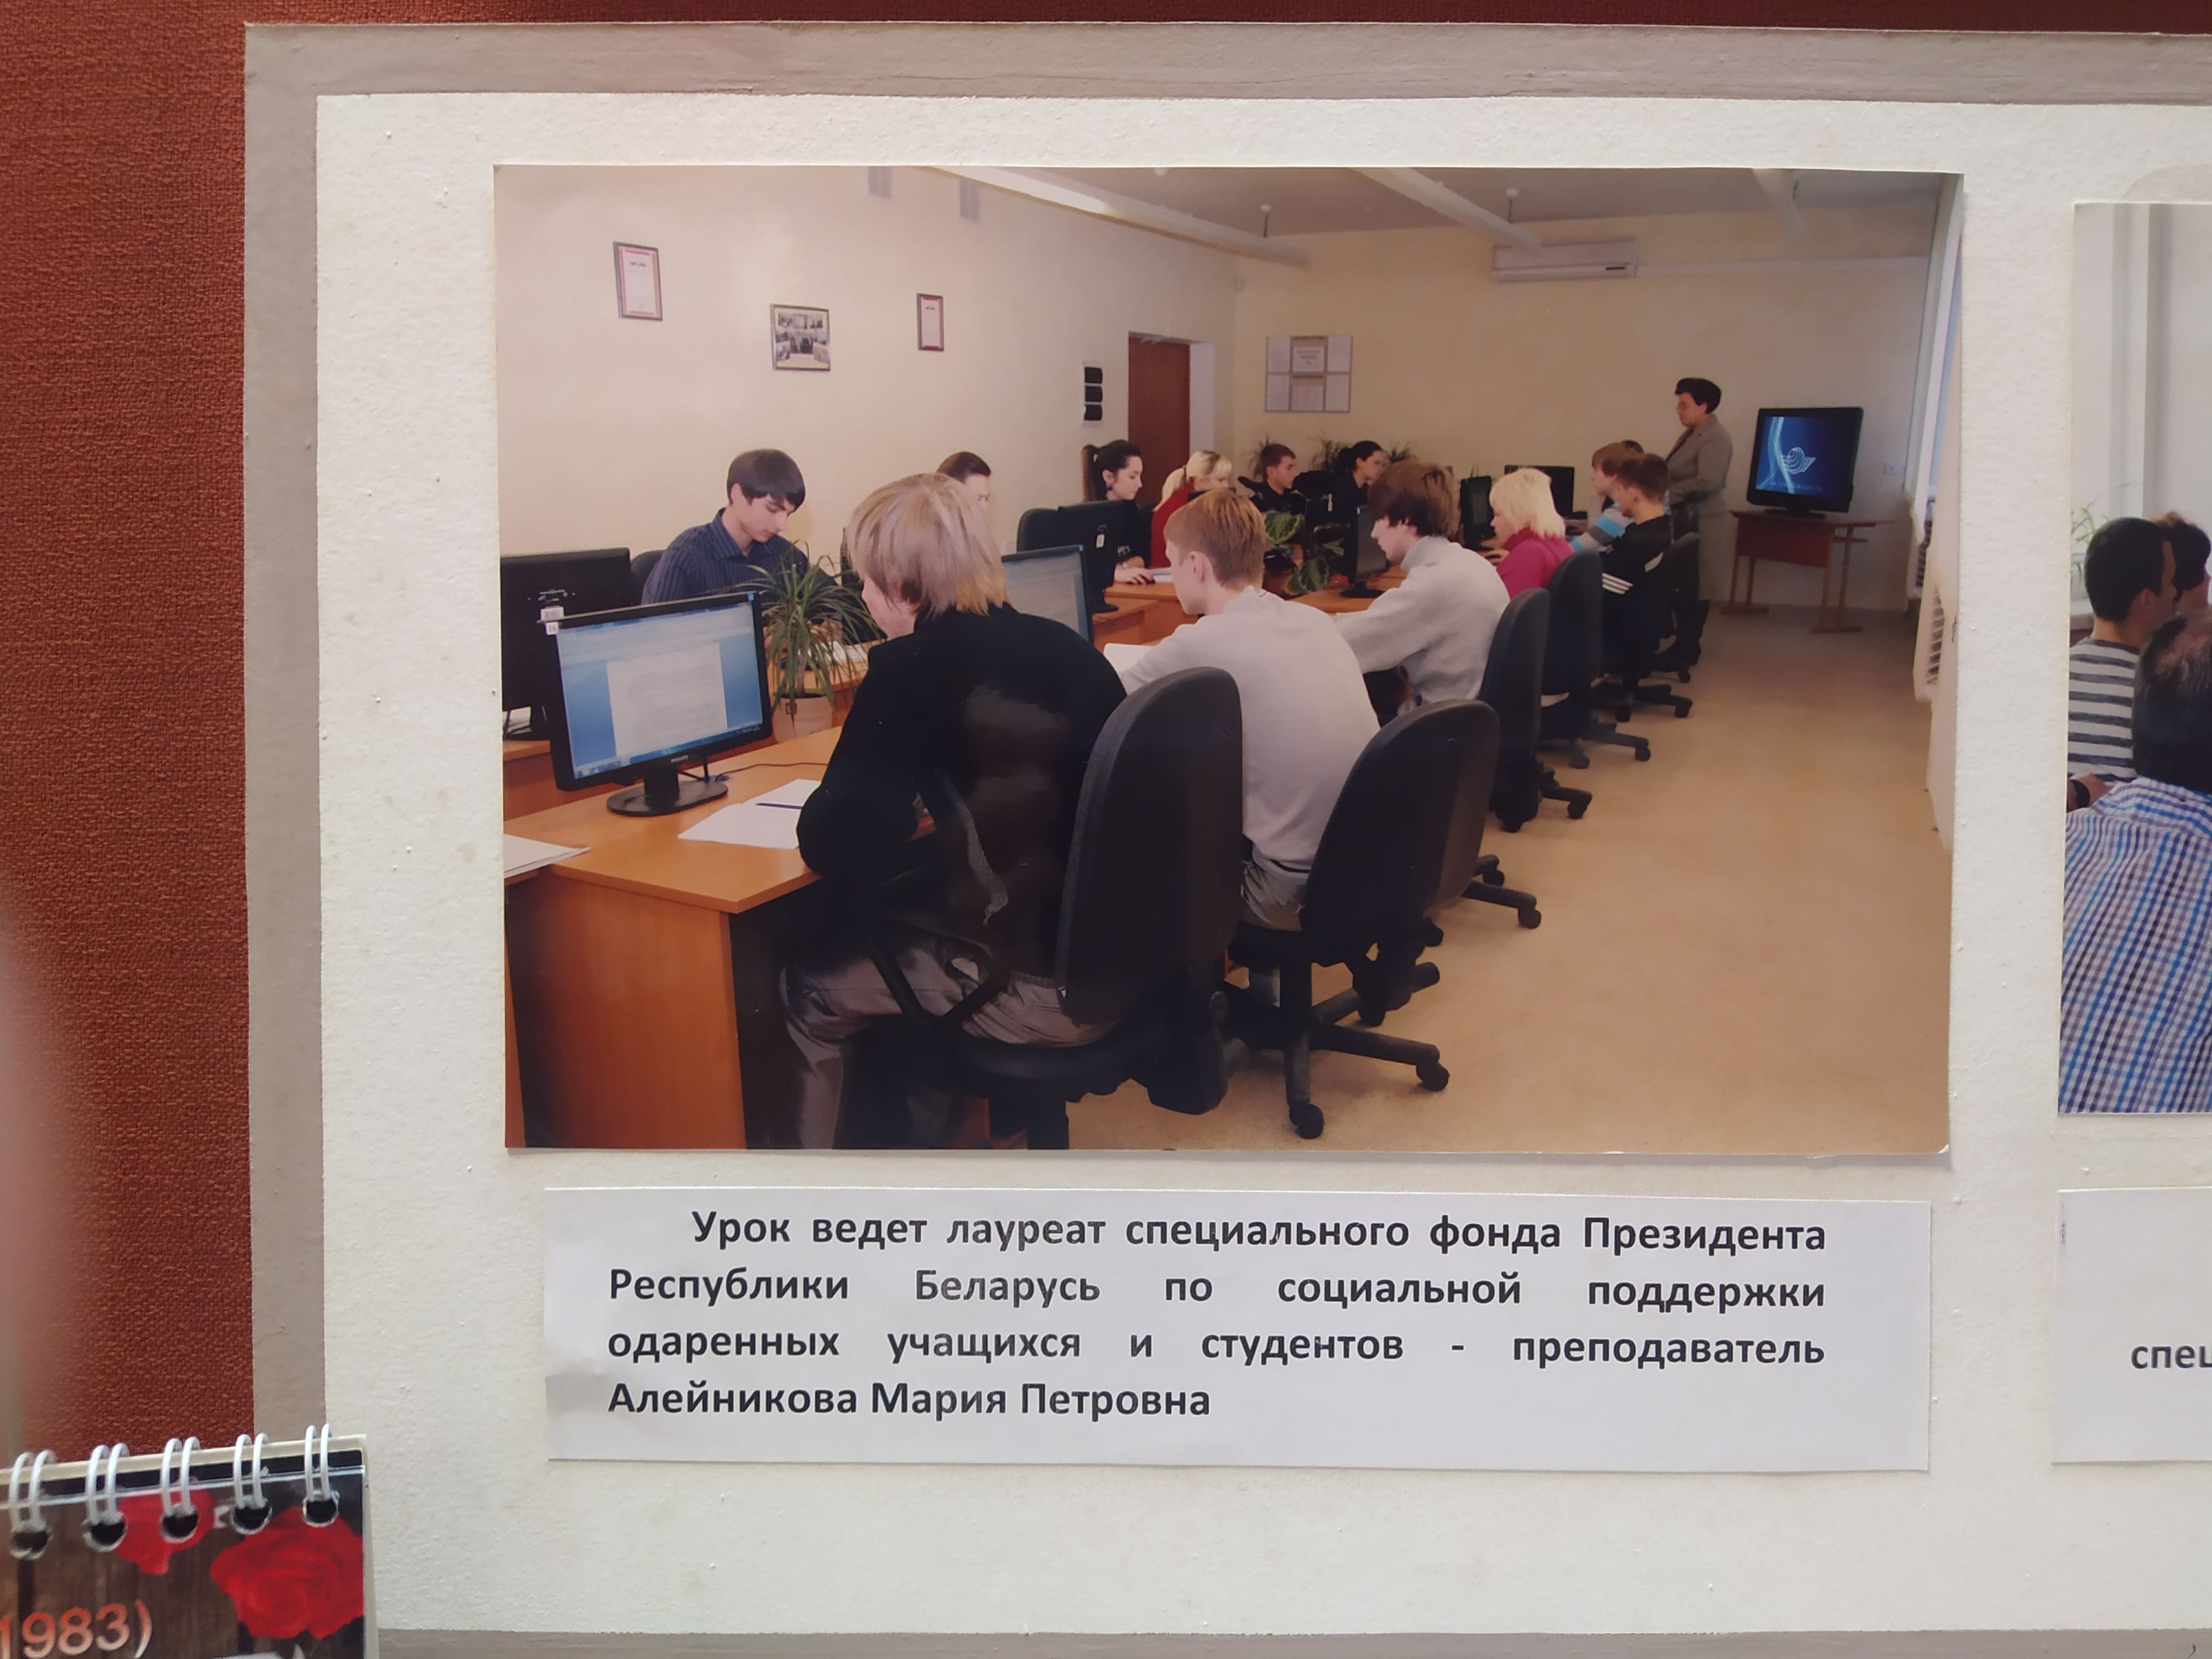 Урок ведет лауреат специального фонда Президента
Республики Беларусь по социальной поддержки
одаренных учащихся и студентов - преподаватель
Алейникова Мария Петровна
спец
1983)